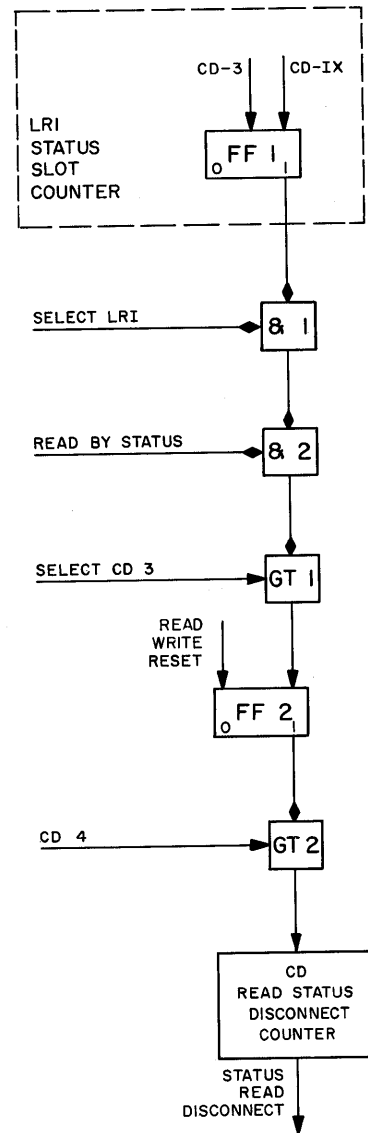 CD-3
CD-IX
LRI
STATUS
SLOT
COUNTER
FF 1
0
1
& 1
SELECT LRI
& 2
READ BY STATUS
GT 1
SELECT CD 3
READ
WRITE
RESET
FF 2
0
1
GT 2
CD 4
CD
READ STATUS
DISCONNECT
COUNTER
STATUS
READ
DISCONNECT